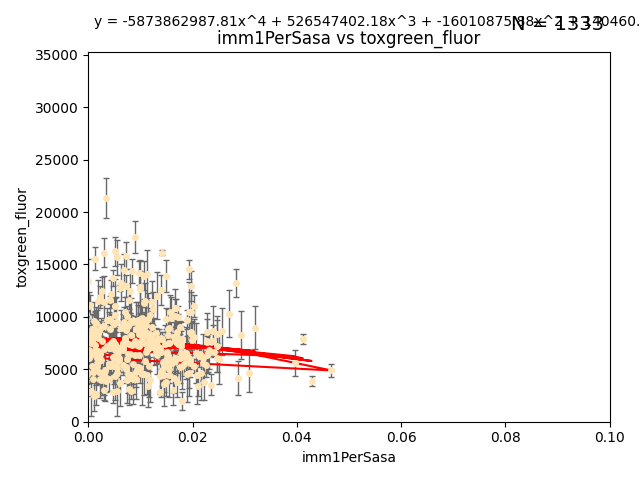 y = -5873862987.81x^4 + 526547402.18x^3 + -16010875.
N = 1333
imm1PerSasa vs toxgreen_fluor
35000
30000
25000
20000
15000
10000
5000
0
toxgreen_fluor
0.00
0.02
0.04
0.06
0.08
0.10
imm1PerSasa